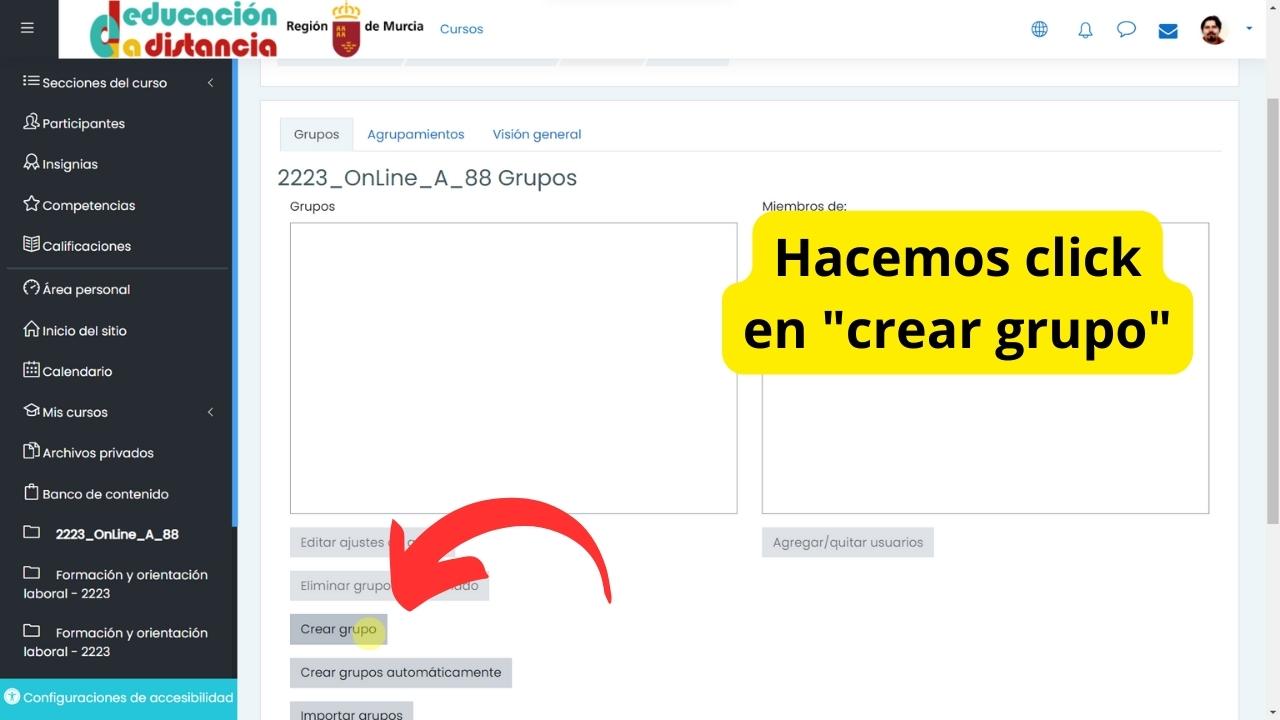 educación
a distancia
Región de Murcia
Cursos
Secciones del curso
Participantes
Insignias
Competencias
Calificaciones
Área personal
Inicio del sitio
Calendario
Mis cursos
Archivos privados
Banco de contenido
2223_OnLine_A_88
Formación y orientación
laboral - 2223
Formación y orientación
laboral - 2223
Configuraciones de accesibilidad
Grupos
Agrupamientos
Visión general
2223_OnLine_A_88 Grupos
Grupos
Miembros de:
Hacemos click
en "crear grupo"
Editar ajustes
Agregar/quitar usuarios
Eliminar grupo
Crear grupo
Crear grupos automáticamente
Importar grupos